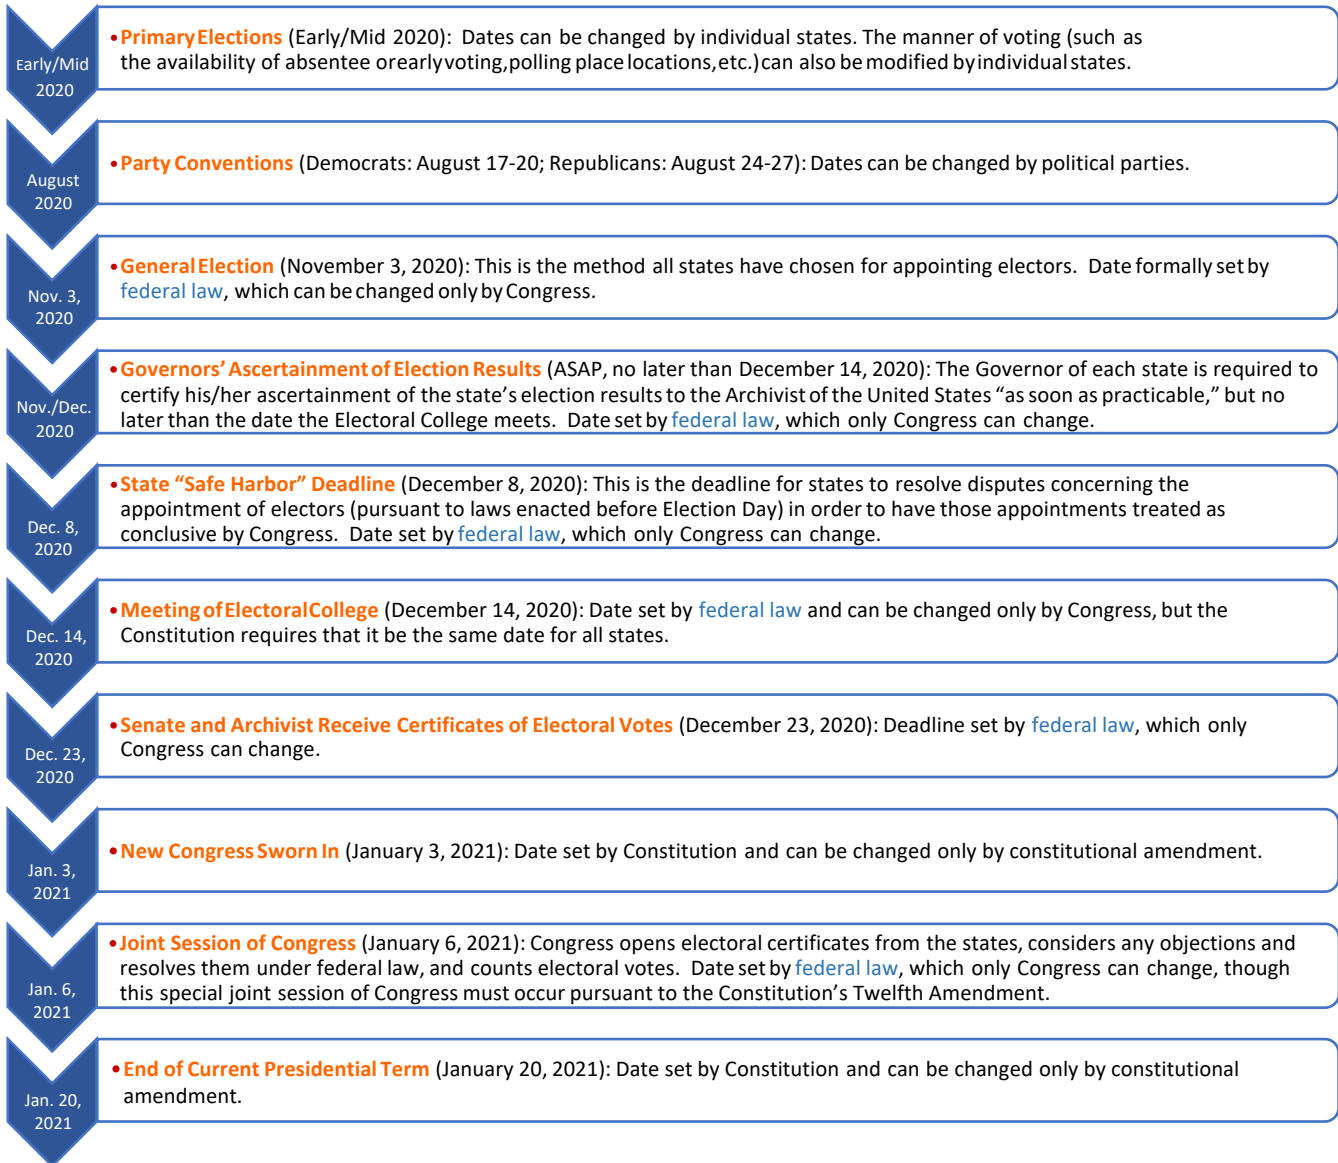 Early/Mid
2020
•Primary Elections (Early/Mid 2020): Dates can be changed by individual states. The manner of voting (such as
the availability of absentee or early voting, polling place locations, etc.) can also be modified by individual states.
August
2020
•Party Conventions (Democrats: August 17-20; Republicans: August 24-27): Dates can be changed by political parties.
Nov. 3,
2020
•General Election (November 3, 2020): This is the method all states have chosen for appointing electors. Date formally set by
federal law, which can be changed only by Congress.
Nov./Dec.
2020
•Governors’ Ascertainment of Election Results (ASAP, no later than December 14, 2020): The Governor of each state is required to
certify his/her ascertainment of the state’s election results to the Archivist of the United States “as soon as practicable,” but no
later than the date the Electoral College meets. Date set by federal law, which only Congress can change.
Dec. 8,
2020
•State “Safe Harbor” Deadline (December 8, 2020): This is the deadline for states to resolve disputes concerning the
appointment of electors (pursuant to laws enacted before Election Day) in order to have those appointments treated as
conclusive by Congress. Date set by federal law, which only Congress can change.
Dec. 14,
2020
•Meeting of Electoral College (December 14, 2020): Date set by federal law and can be changed only by Congress, but the
Constitution requires that it be the same date for all states.
Dec. 23,
2020
•Senate and Archivist Receive Certificates of Electoral Votes (December 23, 2020): Deadline set by federal law, which only
Congress can change.
Jan. 3,
2021
•New Congress Sworn In (January 3, 2021): Date set by Constitution and can be changed only by constitutional amendment.
Jan. 6,
2021
•Joint Session of Congress (January 6, 2021): Congress opens electoral certificates from the states, considers any objections and
resolves them under federal law, and counts electoral votes. Date set by federal law, which only Congress can change, though
this special joint session of Congress must occur pursuant to the Constitution’s Twelfth Amendment.
Jan. 20,
2021
•End of Current Presidential Term (January 20, 2021): Date set by Constitution and can be changed only by constitutional
amendment.